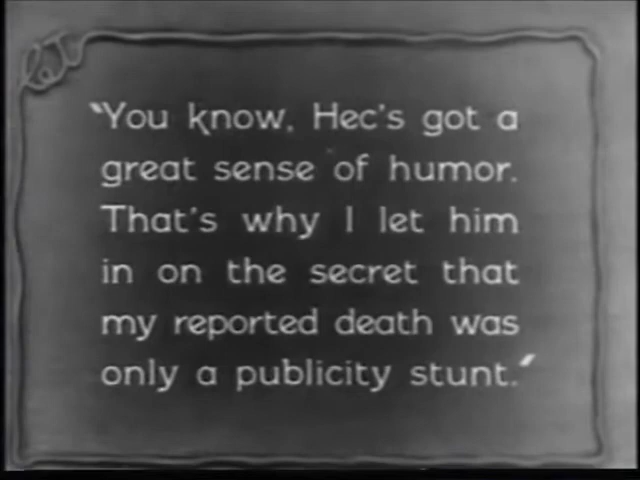 "You know, Hec's got a
great sense of humor.
That's why I let him
in on the secret that
my reported death was
only a publicity stunt."